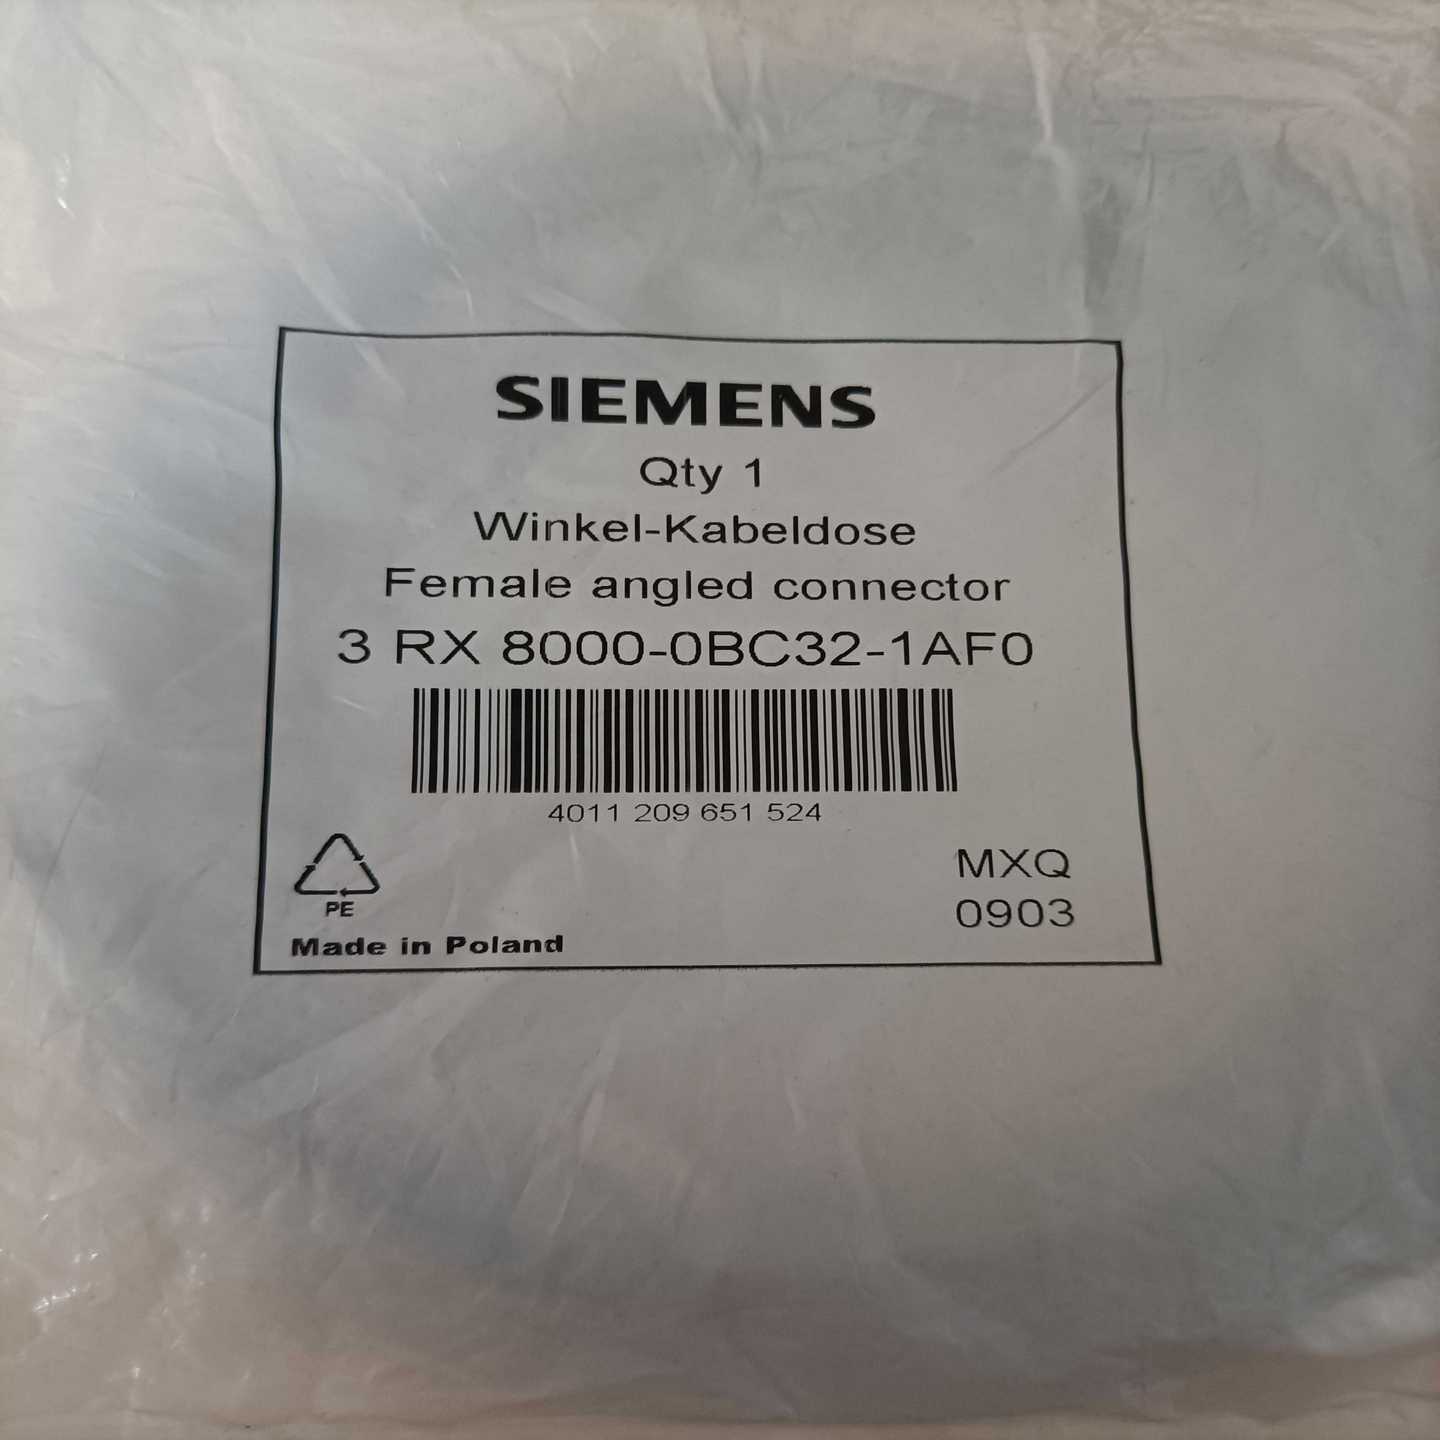 SIEMENS
Qty 1
Winkel-Kabeldose
Female angled connector
3 RX 8000-0BC32-1AF0
4011 209 651 524
PE
MXQ
0903
Made in Poland